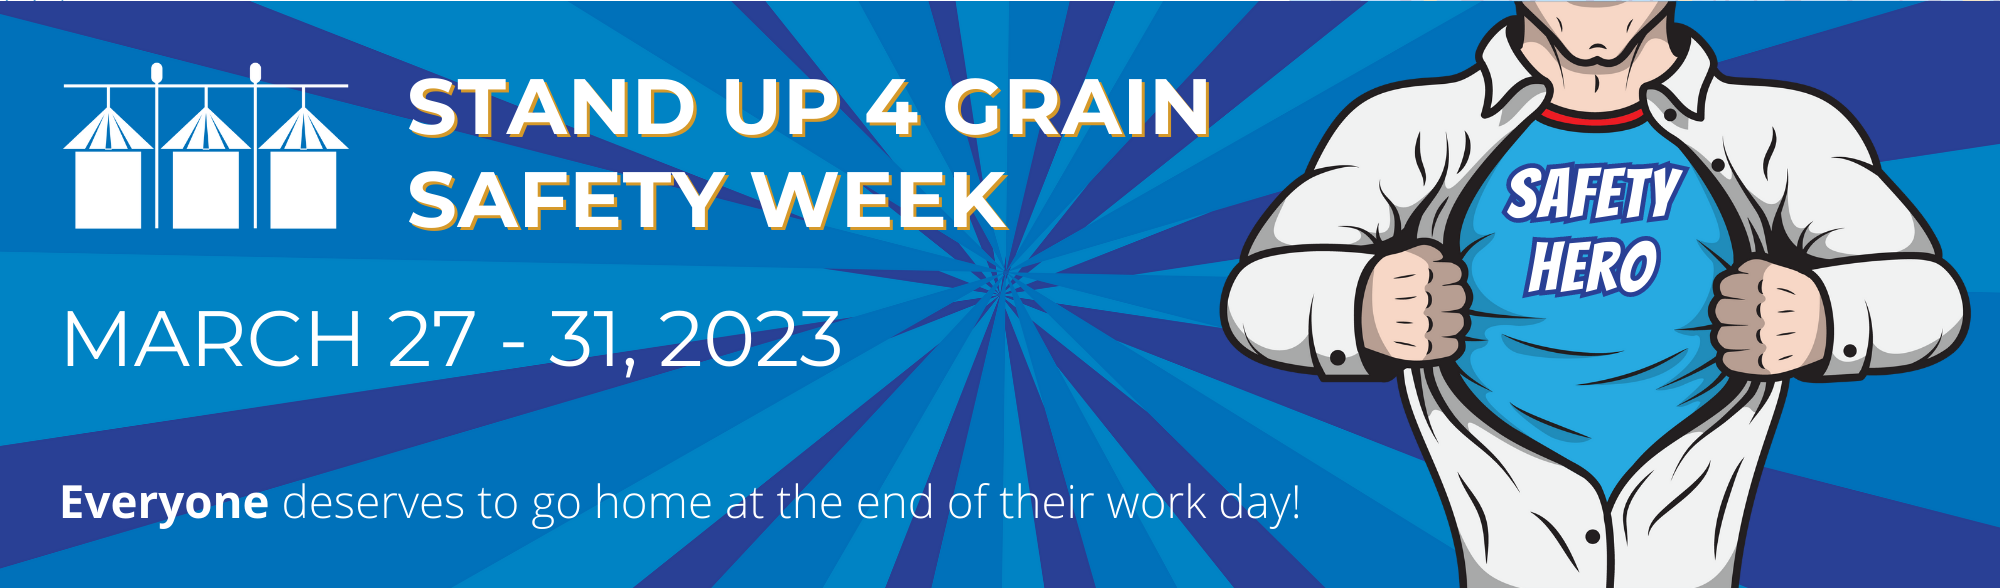 STAND UP 4 GRAIN
SAFETY WEEK
MARCH 27 - 31, 2023
Everyone deserves to go home at the end of their work day!
SAFETY
HERO